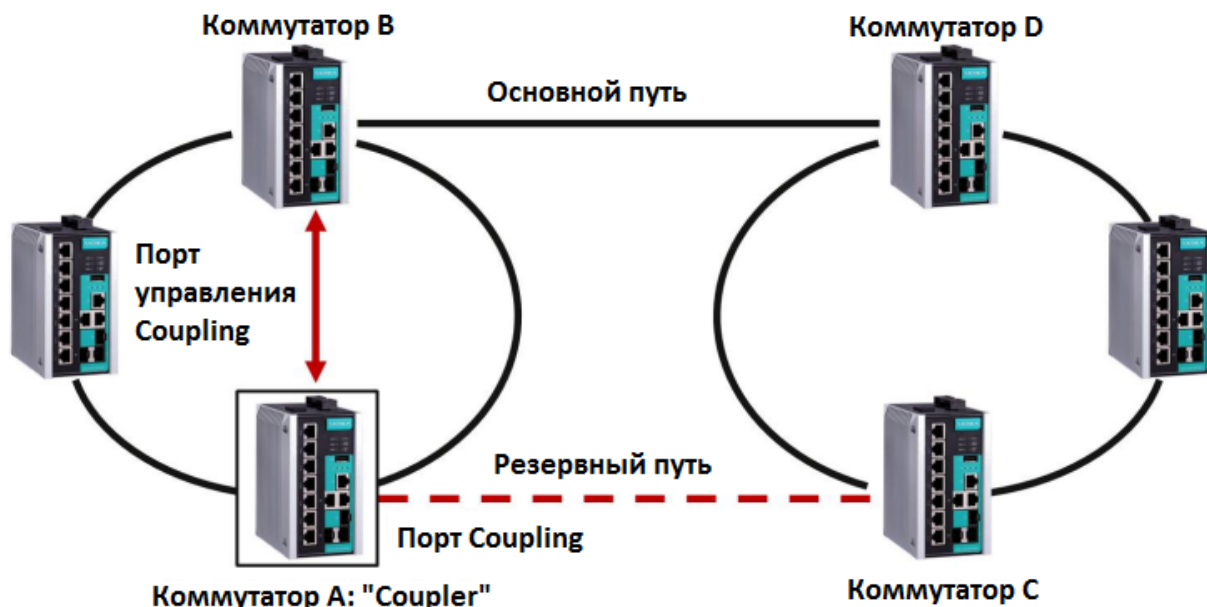 Коммутатор B
Коммутатор D
Основной путь
Порт
управления
Coupling
Резервный путь
Порт Coupling
Коммутатор A: "Coupler"
Коммутатор C